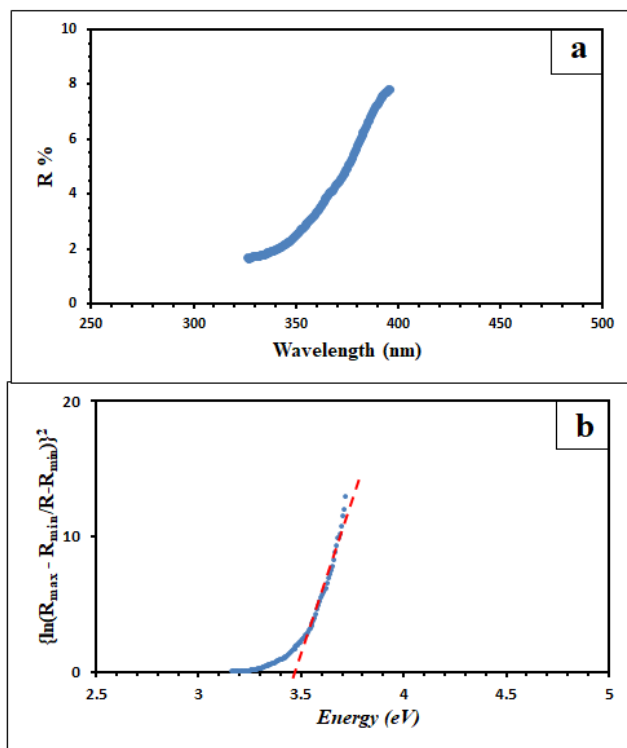 a
10
8
6
4
2
0
R %
250 300 350 400 450 500
Wavelength (nm)
b
20
10
0
{ln(Rmax - Rmin/R-Rmin)}²
2.5 3 3.5 4 4.5 5
Energy (eV)